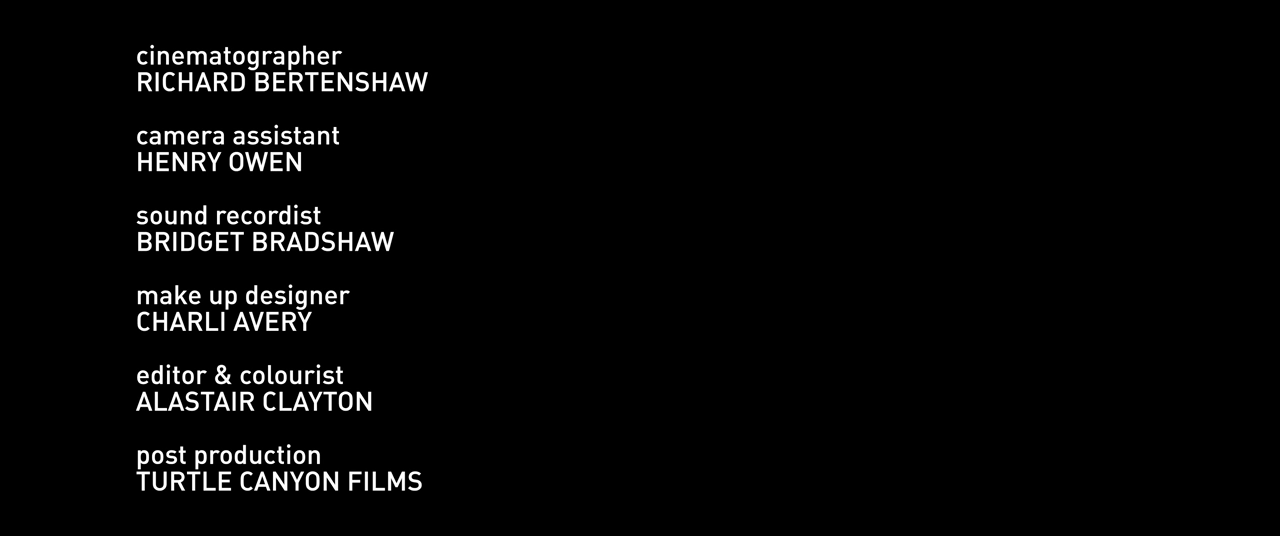 cinematographer
RICHARD BERTENSHAW
camera assistant
HENRY OWEN
sound recordist
BRIDGET BRADSHAW
make up designer
CHARLI AVERY
editor & colourist
ALASTAIR CLAYTON
post production
TURTLE CANYON FILMS